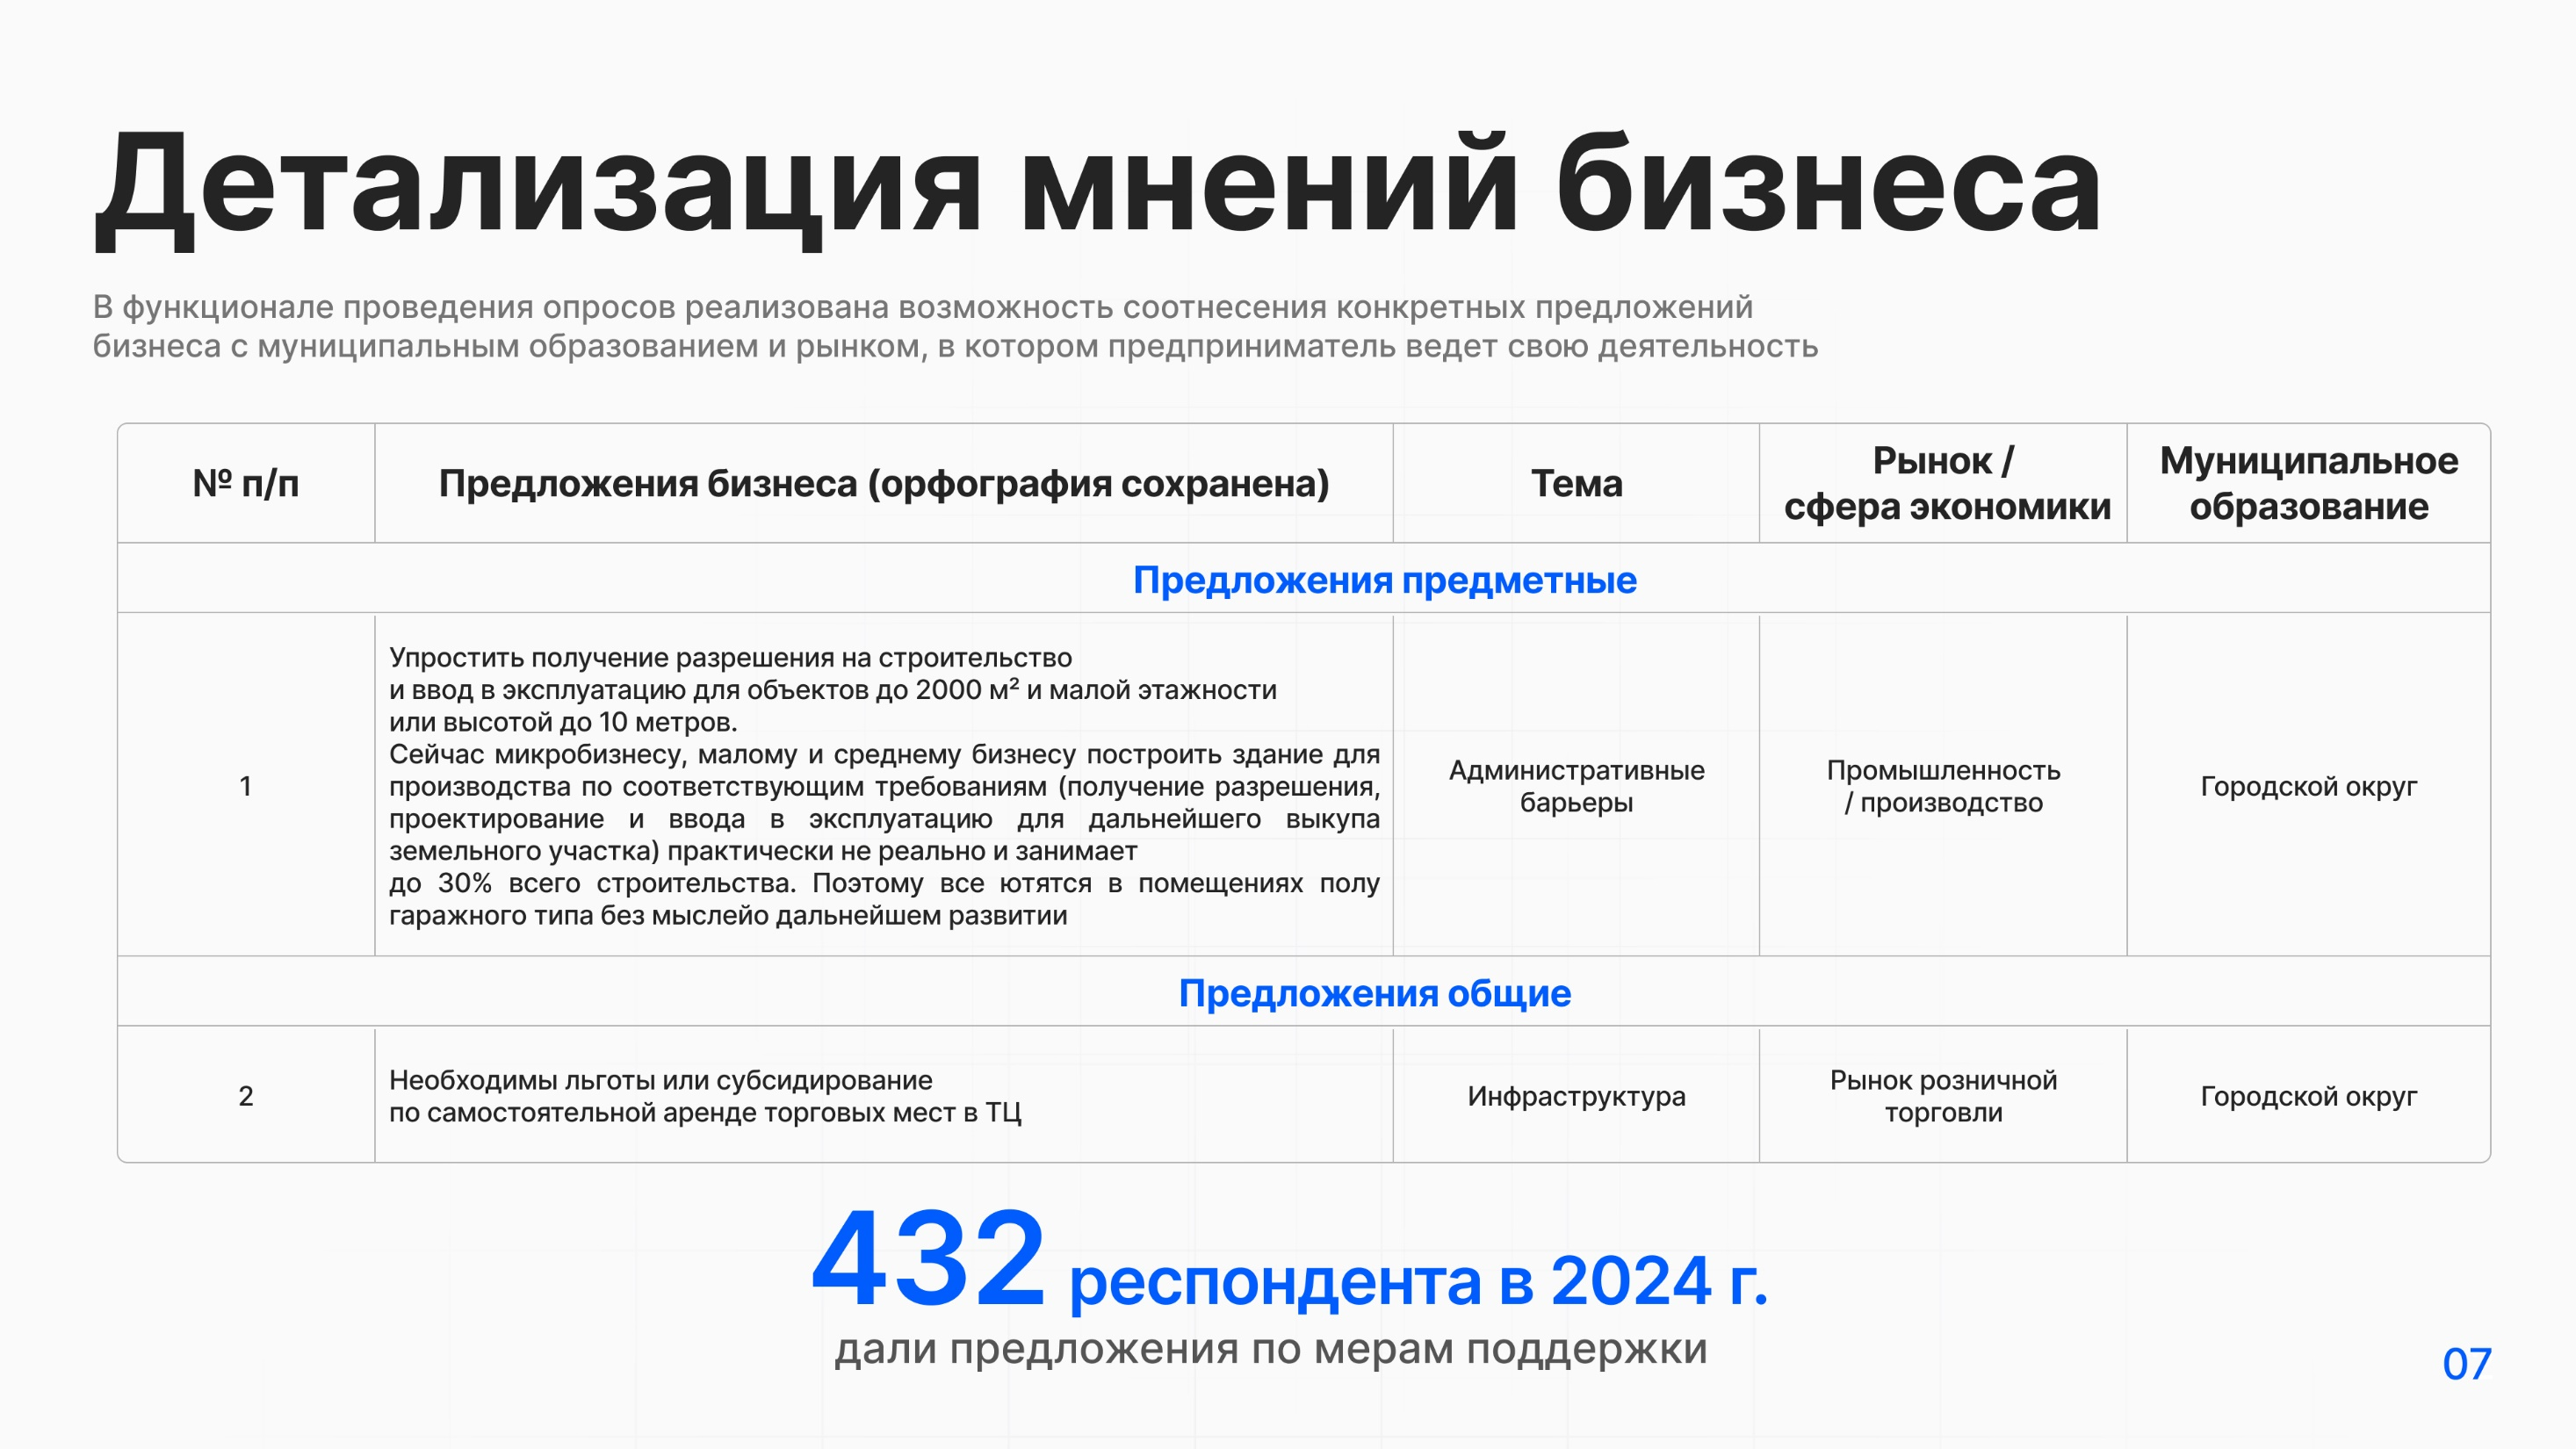 Детализация мнений бизнеса
В функционале проведения опросов реализована возможность соотнесения конкретных предложений
бизнеса с муниципальным образованием и рынком, в котором предприниматель ведет свою деятельность
№ п/п
Предложения бизнеса (орфография сохранена)
Тема
Рынок /
сфера экономики
Муниципальное
образование
Предложения предметные
1
Упростить получение разрешения на строительство
и ввод в эксплуатацию для объектов до 2000 м² и малой этажности
или высотой до 10 метров.
Сейчас микробизнесу, малому и среднему бизнесу построить здание для
производства по соответствующим требованиям (получение разрешения,
проектирование и ввода в эксплуатацию для дальнейшего выкупа
земельного участка) практически не реально и занимает
до 30% всего строительства. Поэтому все ютятся в помещениях полу
гаражного типа без мыслейо дальнейшем развитии
Административные
барьеры
Промышленность
/ производство
Городской округ
Предложения общие
2
Необходимы льготы или субсидирование
по самостоятельной аренде торговых мест в ТЦ
Инфраструктура
Рынок розничной
торговли
Городской округ
432 респондента в 2024 г.
дали предложения по мерам поддержки
07